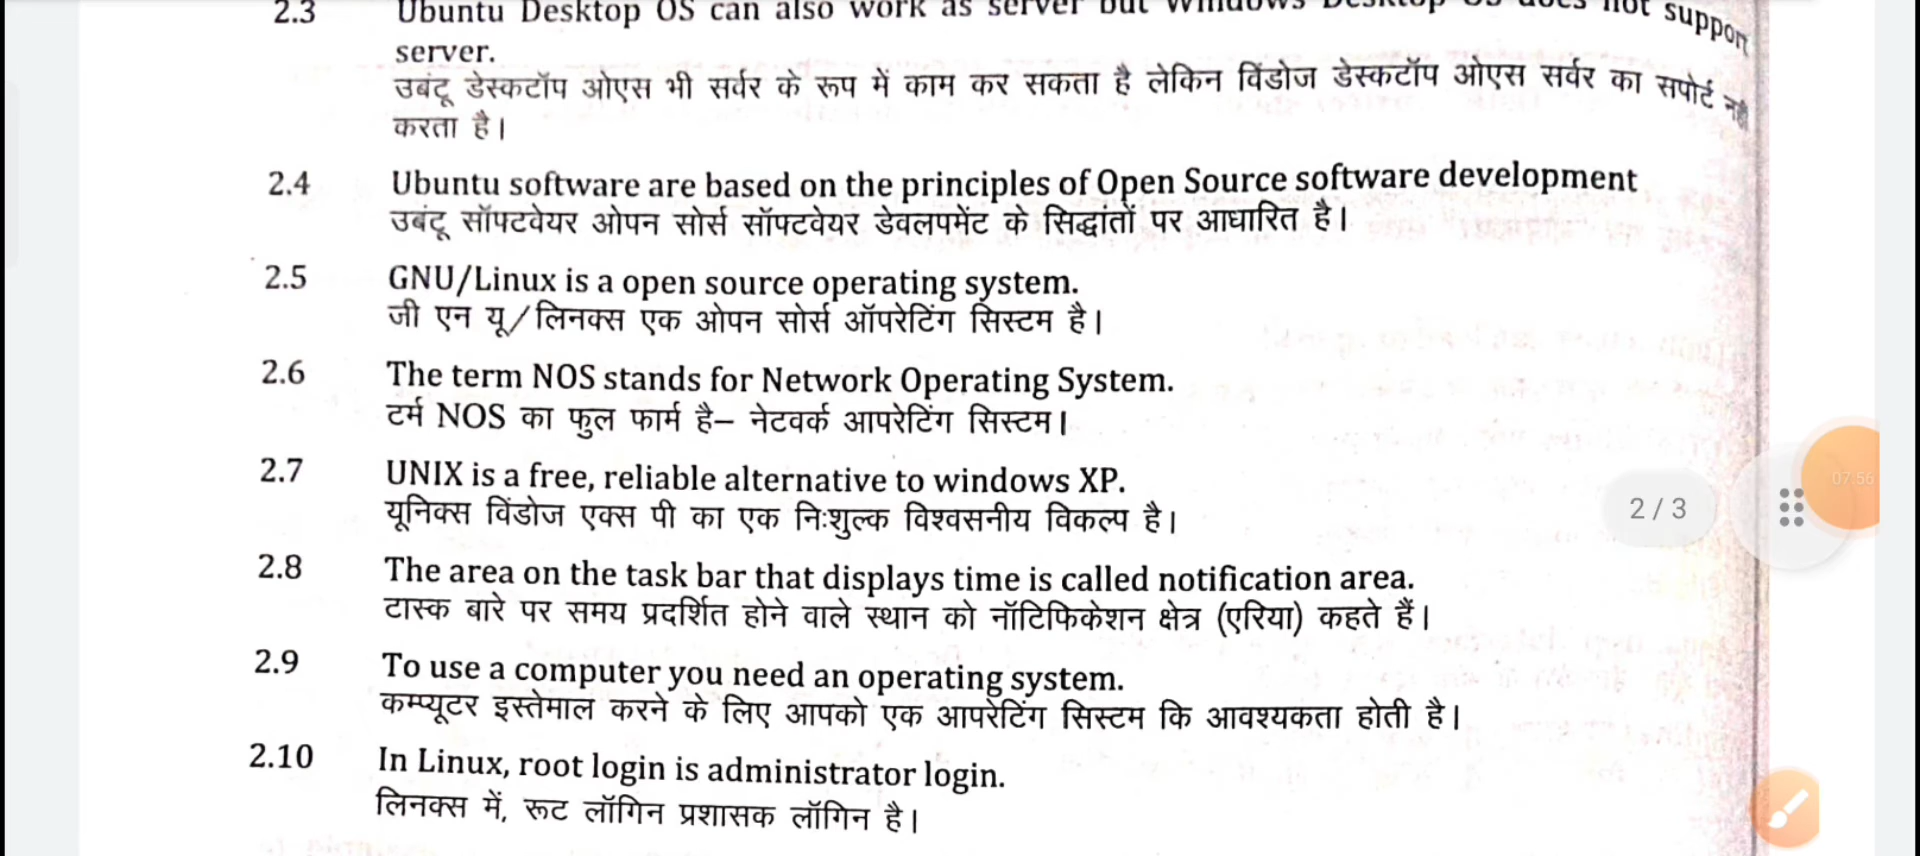 2.3 Ubuntu Desktop OS can also work as server but Windows Desktop OS does not support
server.
उबंटू डेस्कटॉप ओएस भी सर्वर के रूप में काम कर सकता है लेकिन विंडोज डेस्कटॉप ओएस सर्वर का सपोर्ट नही
करता है।
2.4 Ubuntu software are based on the principles of Open Source software development
उबंटू सॉफ्टवेयर ओपन सोर्स सॉफ्टवेयर डेवलपमेंट के सिद्धांतों पर आधारित है।
2.5 GNU/Linux is a open source operating system.
जी एन यू/लिनक्स एक ओपन सोर्स ऑपरेटिंग सिस्टम है।
2.6 The term NOS stands for Network Operating System.
टर्म NOS का फुल फार्म है– नेटवर्क आपरेटिंग सिस्टम।
2.7 UNIX is a free, reliable alternative to windows XP.
यूनिक्स विंडोज एक्स पी का एक निःशुल्क विश्वसनीय विकल्प है।
2.8 The area on the task bar that displays time is called notification area.
टास्क बारे पर समय प्रदर्शित होने वाले स्थान को नॉटिफिकेशन क्षेत्र (एरिया) कहते हैं।
2.9 To use a computer you need an operating system.
कम्प्यूटर इस्तेमाल करने के लिए आपको एक आपरेटिंग सिस्टम कि आवश्यकता होती है।
2.10 In Linux, root login is administrator login.
लिनक्स में, रूट लॉगिन प्रशासक लॉगिन है।
2 / 3
07:56